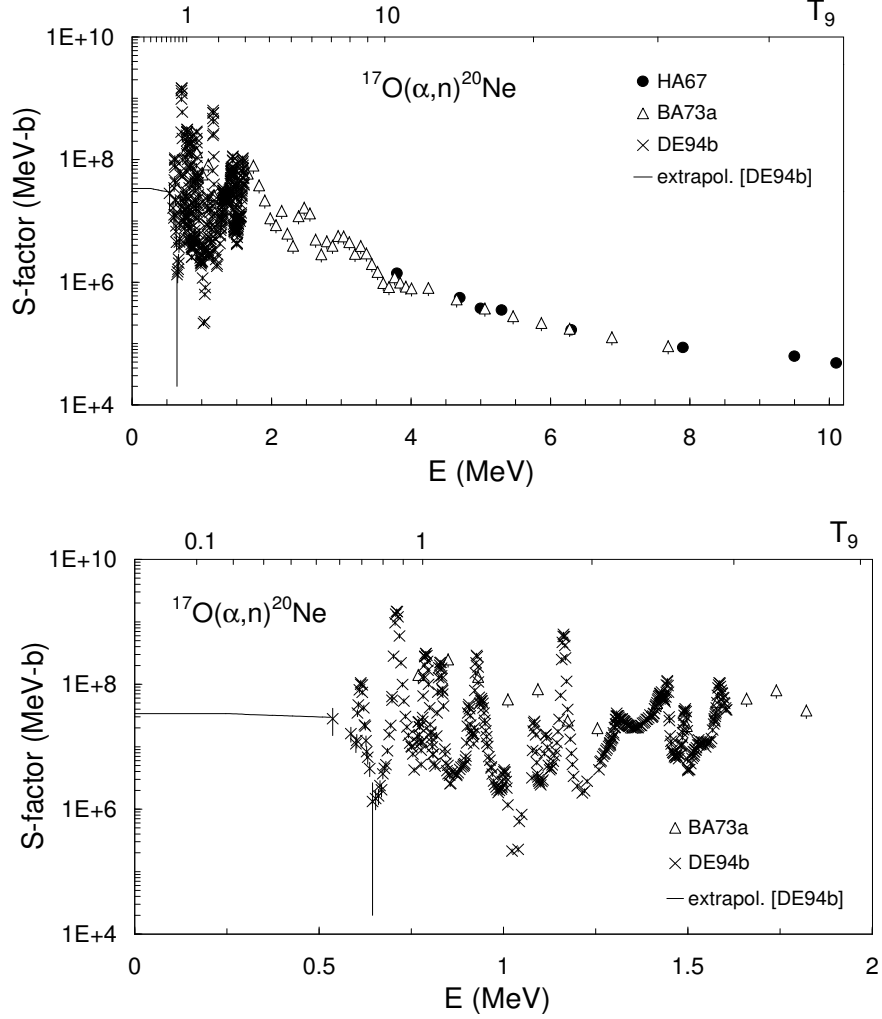 1 10 T₉
1E+10
¹⁷O(α,n)²⁰Ne
HA67
BA73a
DE94b
extrapol. [DE94b]
1E+8
1E+6
1E+4
S-factor (MeV-b)
0 2 4 6 8 10
E (MeV)
0.1 1 T₉
1E+10
¹⁷O(α,n)²⁰Ne
1E+8
1E+6
1E+4
S-factor (MeV-b)
BA73a
DE94b
extrapol. [DE94b]
0 0.5 1 1.5 2
E (MeV)